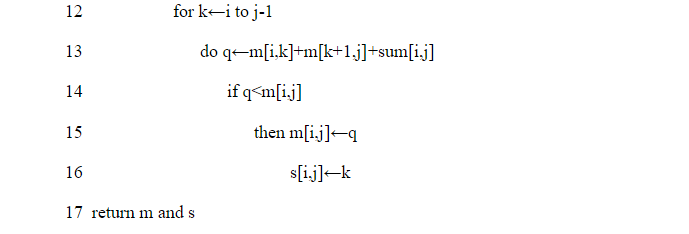 12 for k←i to j-1
13 do q←m[i,k]+m[k+1,j]+sum[i,j]
14 if q<m[i,j]
15 then m[i,j]←q
16 s[i,j]←k
17 return m and s